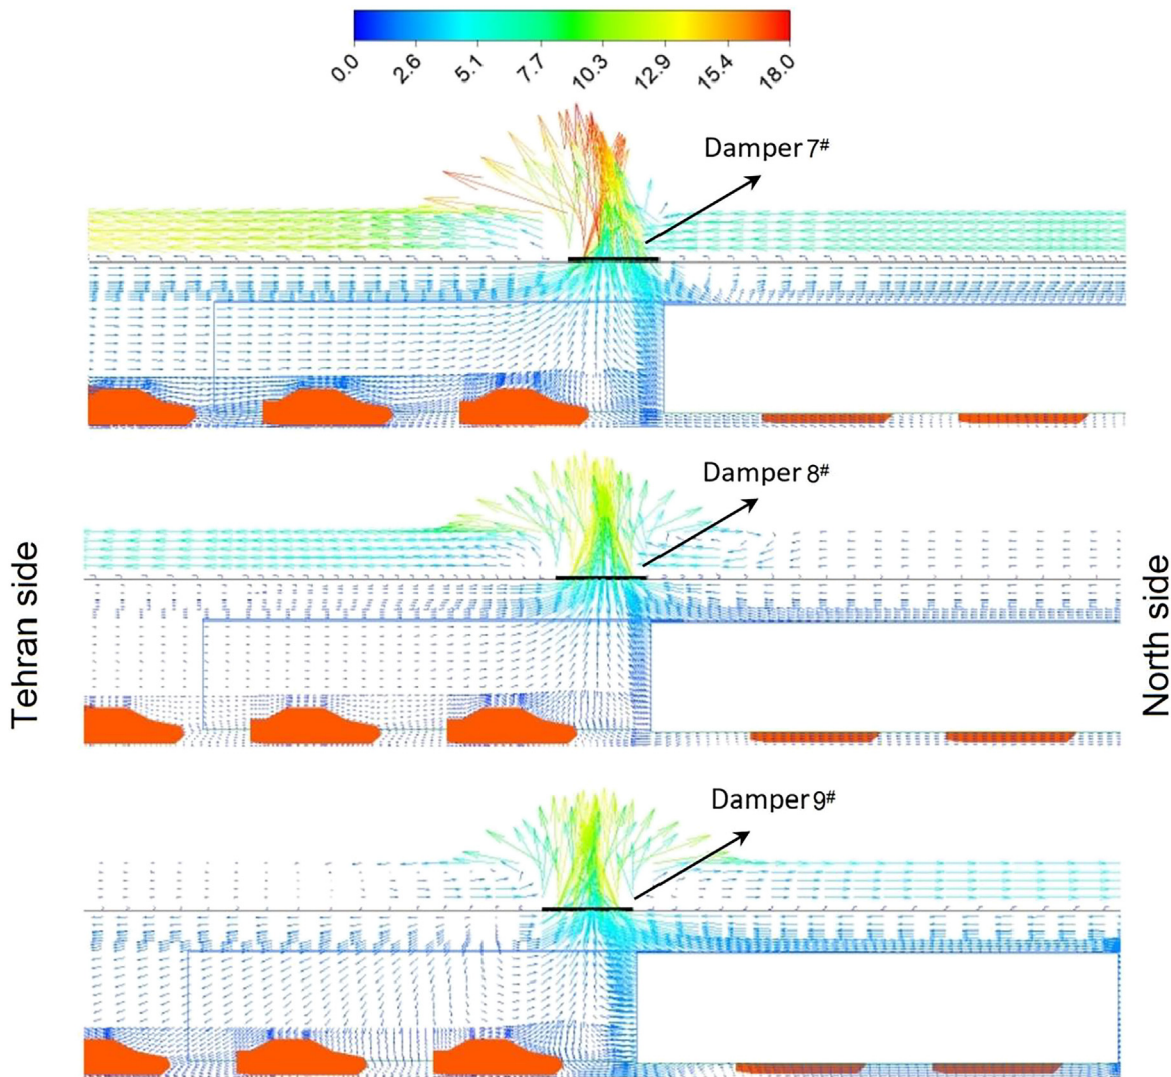 0.0 2.6 5.1 7.7 10.3 12.9 15.4 18.0
Damper 7#
Damper 8#
Tehran side
North side
Damper 9#